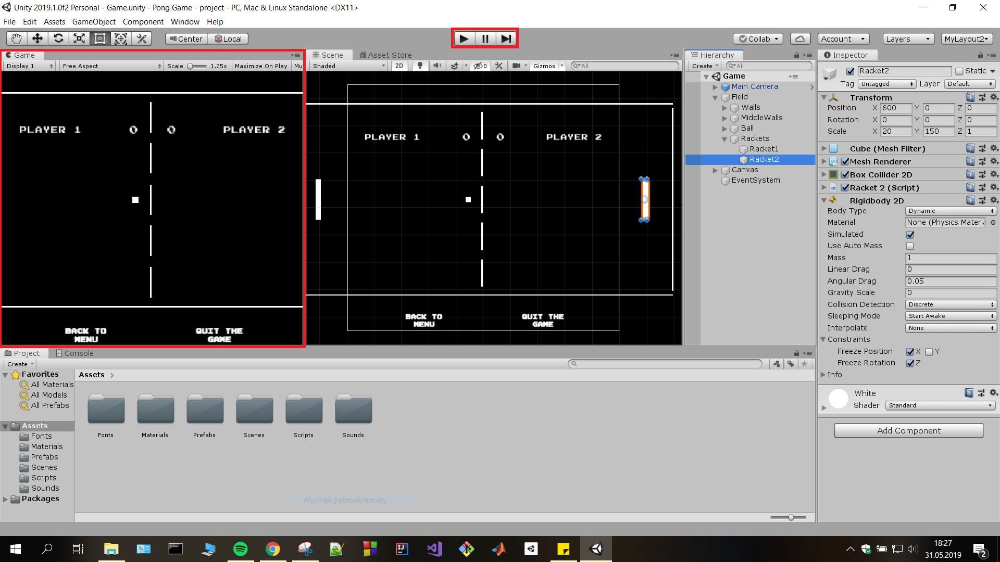 Unity 2019.1.0f2 Personal - Game.unity - Pong Game - project - PC, Mac & Linux Standalone <DX11>
File Edit Assets GameObject Component Window Help
Center Local Collab Account Layers MyLayout2
Game
Display 1 Free Aspect Scale 1.25x Maximize On Play Mu
PLAYER 1 0 0 PLAYER 2
BACK TO QUIT THE
MENU GAME
Scene Asset Store
Shaded 2D 0 Gizmos All
PLAYER 1 0 0 PLAYER 2
BACK TO QUIT THE
MENU GAME
Hierarchy
Create All
Game
Main Camera
Field
Walls
MiddleWalls
Ball
Rackets
Racket1
Racket2
Canvas
EventSystem
Inspector
Racket2 Static
Tag Untagged Layer Default
Transform
Position X 600 Y 0 Z 0
Rotation X 0 Y 0 Z 0
Scale X 20 Y 150 Z 1
Cube (Mesh Filter)
Mesh Renderer
Box Collider 2D
Racket 2 (Script)
Rigidbody 2D
Body Type Dynamic
Material None (Physics Materia
Simulated
Use Auto Mass
Mass 1
Linear Drag 0
Angular Drag 0.05
Gravity Scale 0
Collision Detection Discrete
Sleeping Mode Start Awake
Interpolate None
Constraints
Freeze Position X Y
Freeze Rotation Z
Info
White
Shader Standard
Add Component
Project Console
Create
Favorites
All Materials
All Models
All Prefabs
Assets
Fonts
Materials
Prefabs
Scenes
Scripts
Sounds
Packages
Assets
Fonts Materials Prefabs Scenes Scripts Sounds
Wycinek pełnoekranowy
18:27
31.05.2019
2